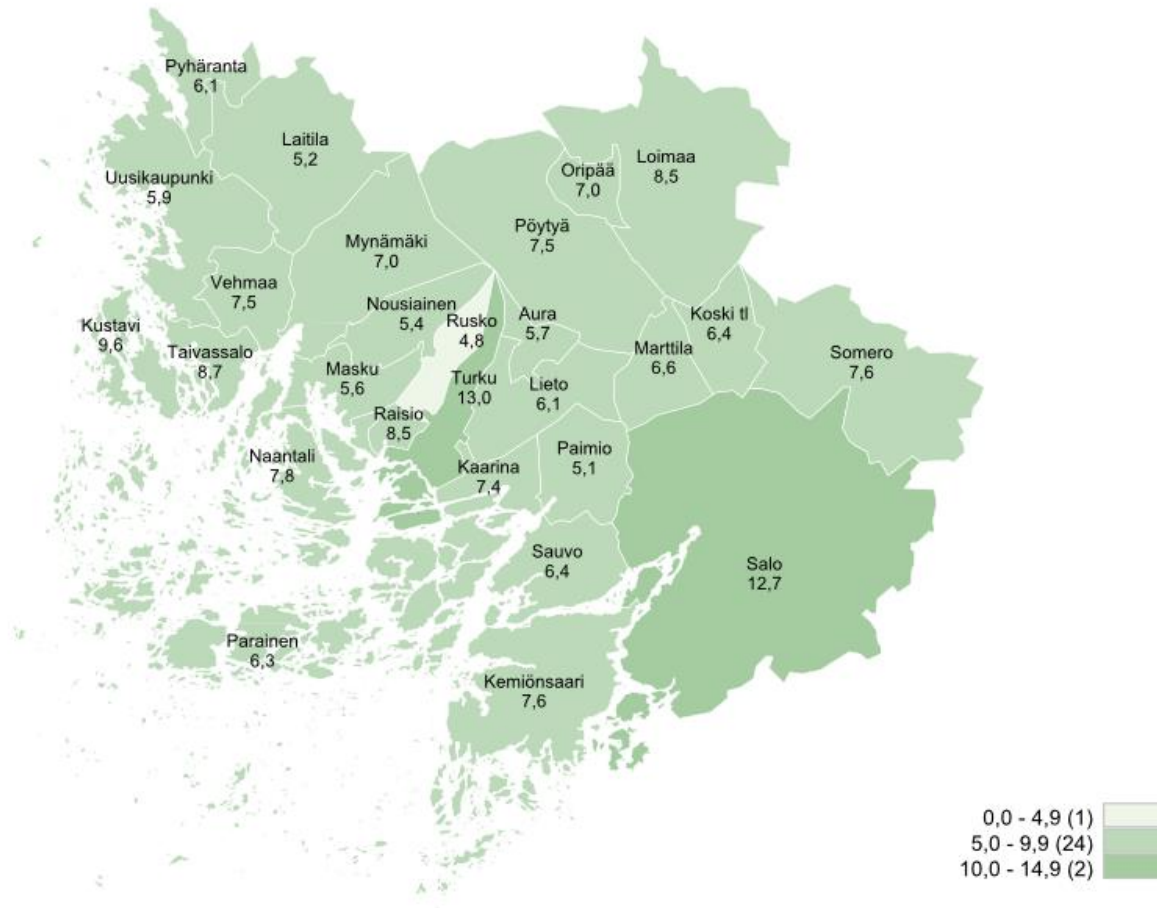 Pyhäranta
6,1
Laitila
5,2
Uusikaupunki
5,9
Loimaa
8,5
Oripää
7,0
Pöytyä
7,5
Mynämäki
7,0
Vehmaa
7,5
Nousiainen
5,4
Rusko
4,8
Aura
5,7
Koski tl
6,4
Kustavi
9,6
Taivassalo
8,7
Marttila
6,6
Somero
7,6
Masku
5,6
Turku
13,0
Lieto
6,1
Raisio
8,5
Naantali
7,8
Kaarina
7,4
Paimio
5,1
Sauvo
6,4
Salo
12,7
Parainen
6,3
Kemiönsaari
7,6
0,0 - 4,9 (1)
5,0 - 9,9 (24)
10,0 - 14,9 (2)